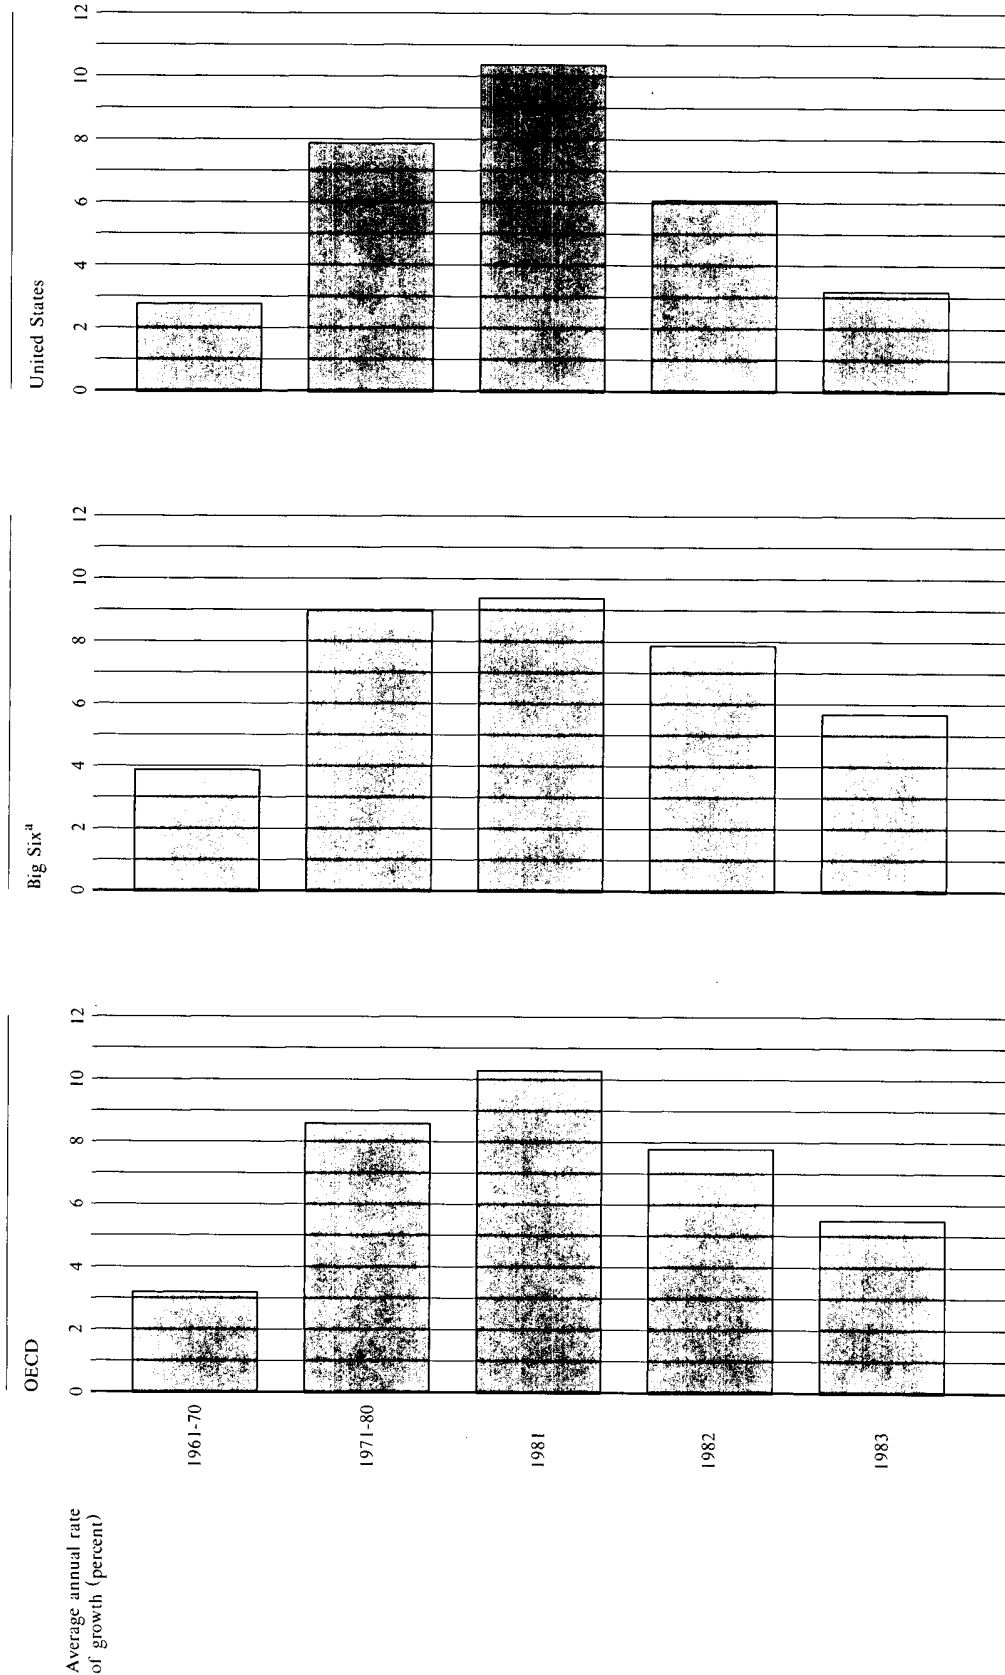 OECD
Big Sixᵃ
United States
Average annual rate
of growth (percent)
0 2 4 6 8 10 12
0 2 4 6 8 10 12
0 2 4 6 8 10 12
1961-70
1971-80
1981
1982
1983